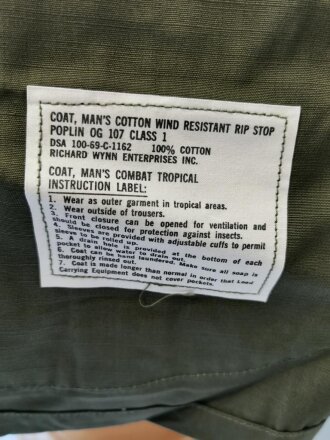 COAT, MAN'S COTTON WIND RESISTANT RIP STOP
POPLIN OG 107 CLASS 1
DSA 100-69-C-1162 100% COTTON
RICHARD WYNN ENTERPRISES INC.
COAT, MAN'S COMBAT TROPICAL
INSTRUCTION LABEL:
1. Wear as outer garment in tropical areas.
2. Wear outside of trousers.
3. Front closure can be opened for ventilation and
should be closed for protection against insects.
4. Sleeves are provided with adjustable cuffs to permit
sleeve to be rolled up.
5. A drain is provided at the bottom of each
pocket to allow water to drain out.
6. Coat can be hand laundered. Make sure all soap is
thoroughly rinsed out.
7. Coat is made longer than normal in order that Load
Carrying Equipment does not cover pockets.